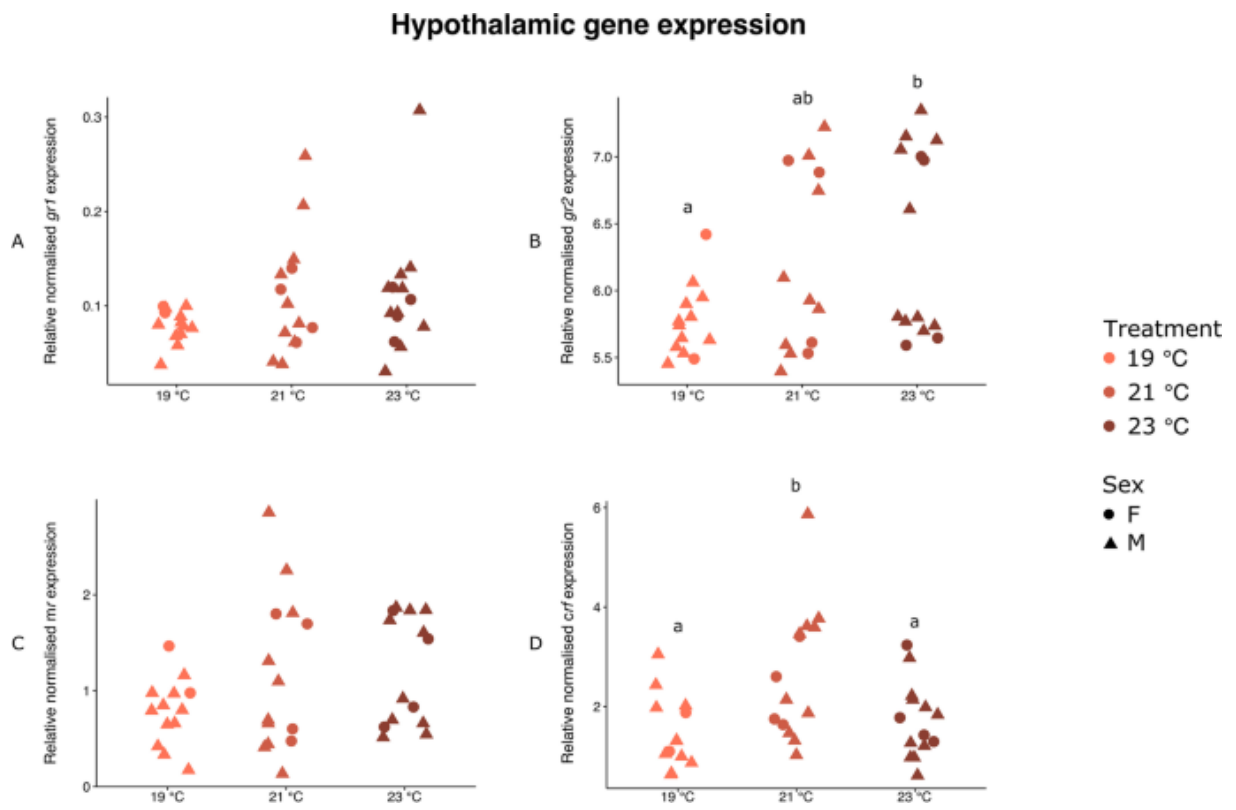 Hypothalamic gene expression
A
Relative normalised gr1 expression
0.3
0.2
0.1
19 °C
21 °C
23 °C
B
Relative normalised gr2 expression
7.0
6.5
6.0
5.5
a
ab
b
19 °C
21 °C
23 °C
C
Relative normalised mr expression
2
1
0
19 °C
21 °C
23 °C
D
Relative normalised crf expression
6
4
2
a
b
a
19 °C
21 °C
23 °C
Treatment
19 °C
21 °C
23 °C
Sex
F
M